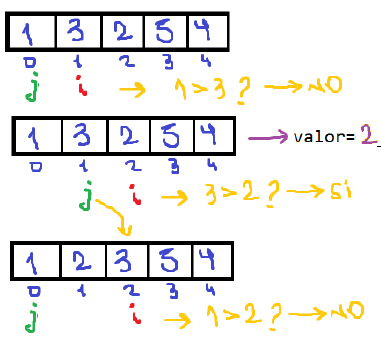 1 3 2 5 4
0 1 2 3 4
j i → 1>3? → NO
1 3 2 5 4 → valor= 2_
0 1 2 3 4
j i → 3>2? → si
1 2 3 5 4
0 1 2 3 4
j i → 1>2? → NO